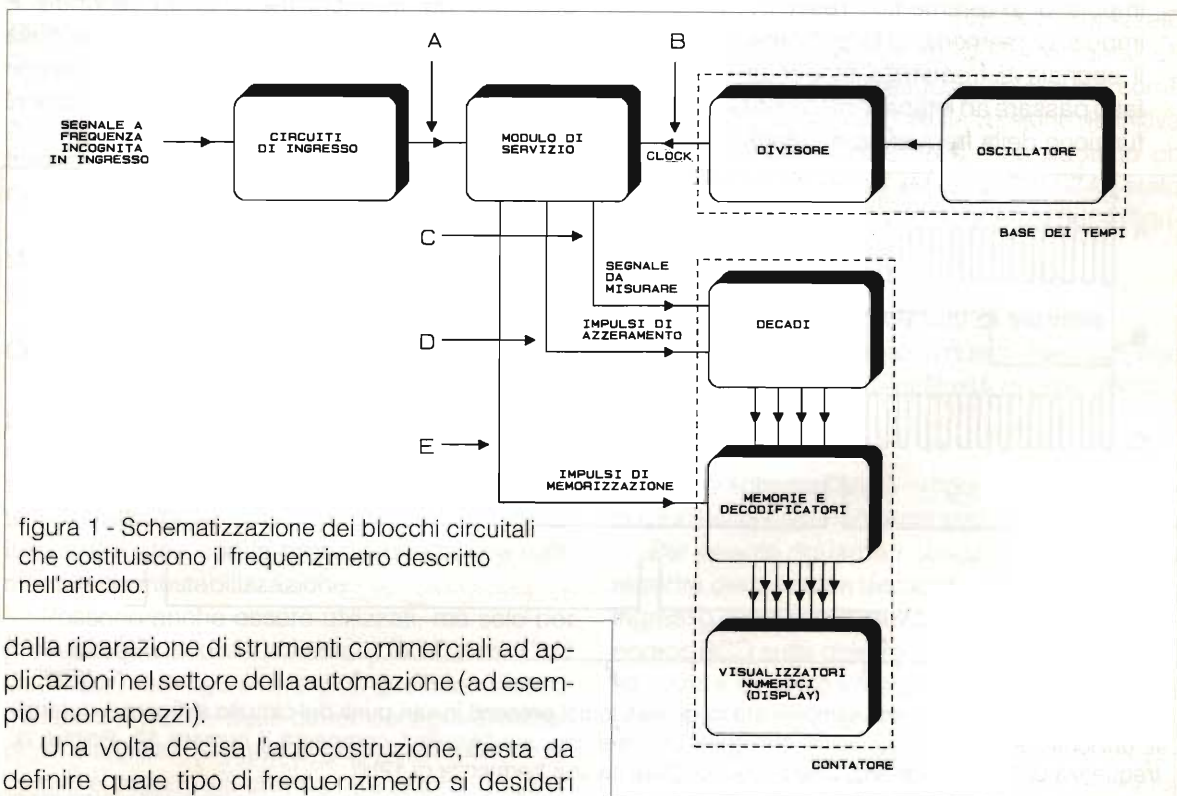 A
B
SEGNALE A
FREQUENZA
INCOGNITA
IN INGRESSO
CIRCUITI
DI INGRESSO
MODULO DI
SERVIZIO
CLOCK
DIVISORE
OSCILLATORE
BASE DEI TEMPI
C
SEGNALE
DA
MISURARE
DECADI
D
IMPULSI DI
AZZERAMENTO
E
IMPULSI DI
MEMORIZZAZIONE
MEMORIE E
DECODIFICATORI
VISUALIZZATORI
NUMERICI
(DISPLAY)
CONTATORE
figura 1 - Schematizzazione dei blocchi circuitali
che costituiscono il frequenzimetro descritto
nell'articolo.
dalla riparazione di strumenti commerciali ad ap-
plicazioni nel settore della automazione (ad esem-
pio i contapezzi).
Una volta decisa l'autocostruzione, resta da
definire quale tipo di frequenzimetro si desideri